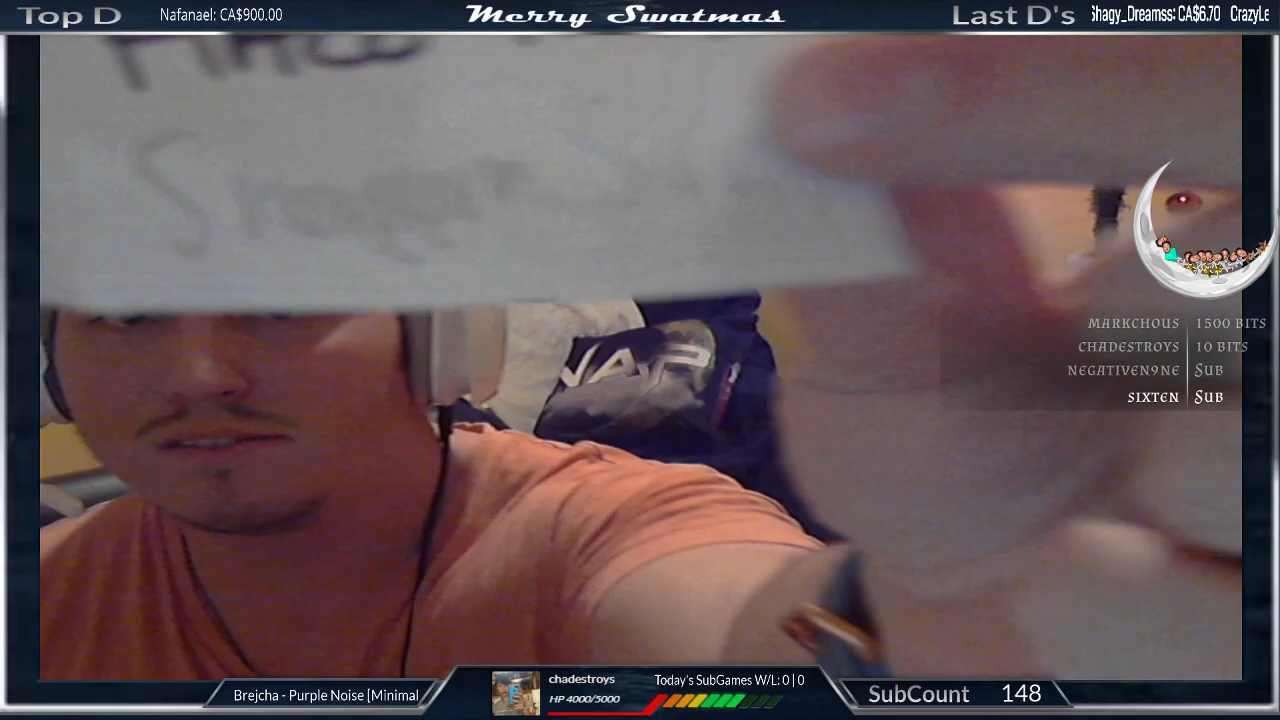 Top D
Nafanael: CA$900.00
Merry Swatmas
Last D's
Shagy_Dreamss: CA$6.70 CrazyLe
MARKCHOUS 1500 BITS
CHADESTROYS 10 BITS
NEGATIVEN9NE SUB
SIXTEN SUB
Brejcha - Purple Noise [Minimal
chadestroys
HP 4000/5000
Today's SubGames W/L: 0 | 0
SubCount 148